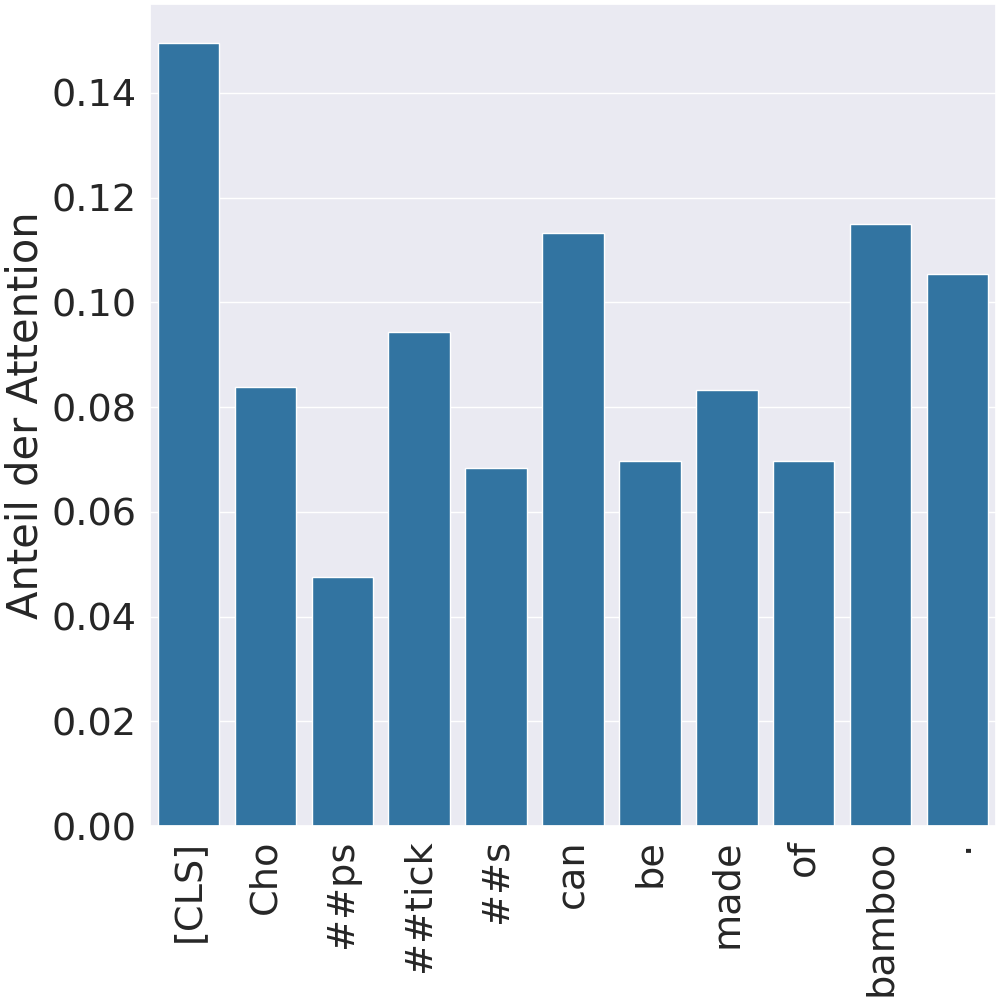 Anteil der Attention
0.14
0.12
0.10
0.08
0.06
0.04
0.02
0.00
[CLS]
Cho
##ps
##tick
##s
can
be
made
of
bamboo
.